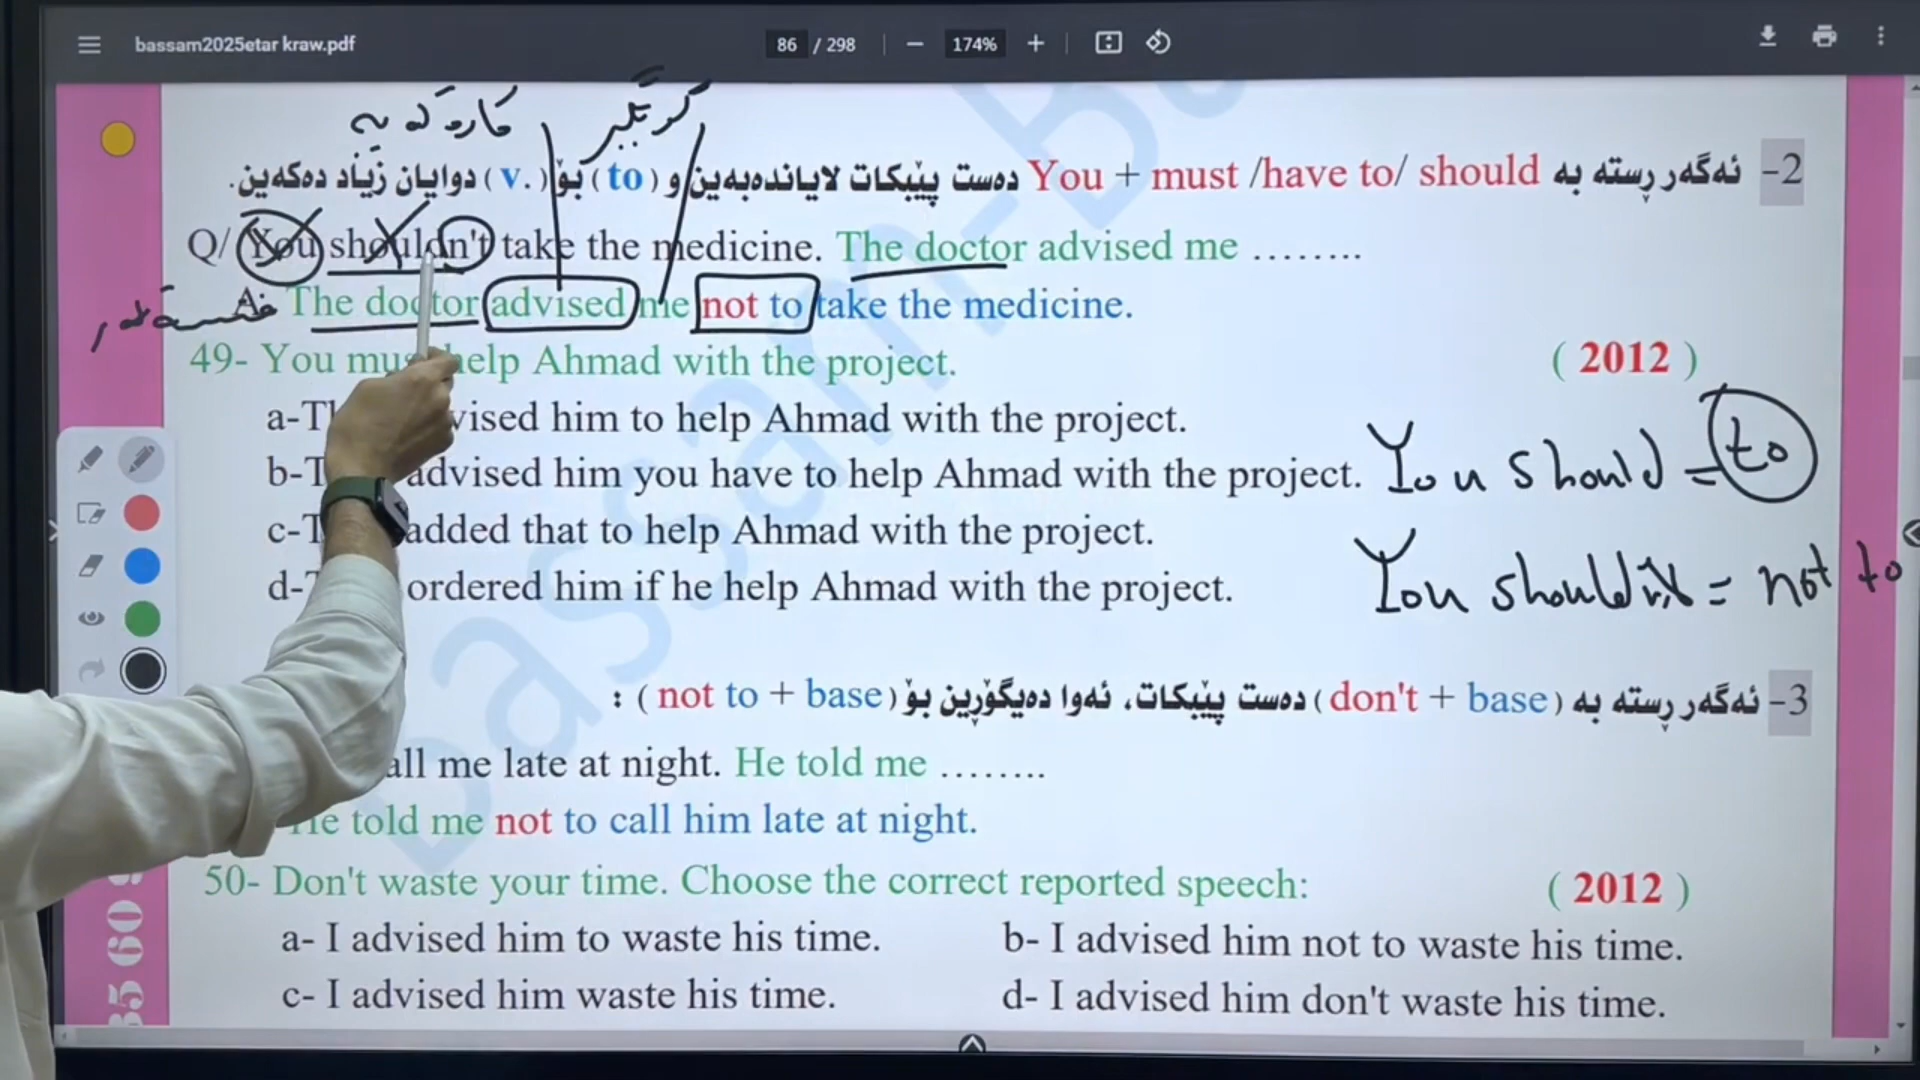 bassam2025etar kraw.pdf 86 / 298 174%
2- ئەگەر ڕستە بە You + must /have to/ should دەست پێبکات لایاندەبەین و (to) بۆ (v.) دوایان زیاد دەکەین.
Q/ You shouldn't take the medicine. The doctor advised me ........
The doctor advised me not to take the medicine.
49- You must help Ahmad with the project. ( 2012 )
a- vised him to help Ahmad with the project.
b- advised him you have to help Ahmad with the project.
You should = to
c- added that to help Ahmad with the project.
d- ordered him if he help Ahmad with the project.
You shouldn't = not to
3- ئەگەر ڕستە بە (don't + base) دەست پێبکات، ئەوا دەیگۆڕین بۆ (not to + base) :
all me late at night. He told me ........
He told me not to call him late at night.
50- Don't waste your time. Choose the correct reported speech: ( 2012 )
a- I advised him to waste his time. b- I advised him not to waste his time.
c- I advised him waste his time. d- I advised him don't waste his time.